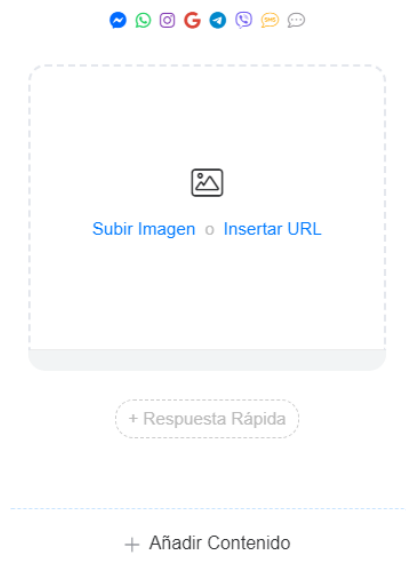 Subir Imagen o Insertar URL
+ Respuesta Rápida
+ Añadir Contenido